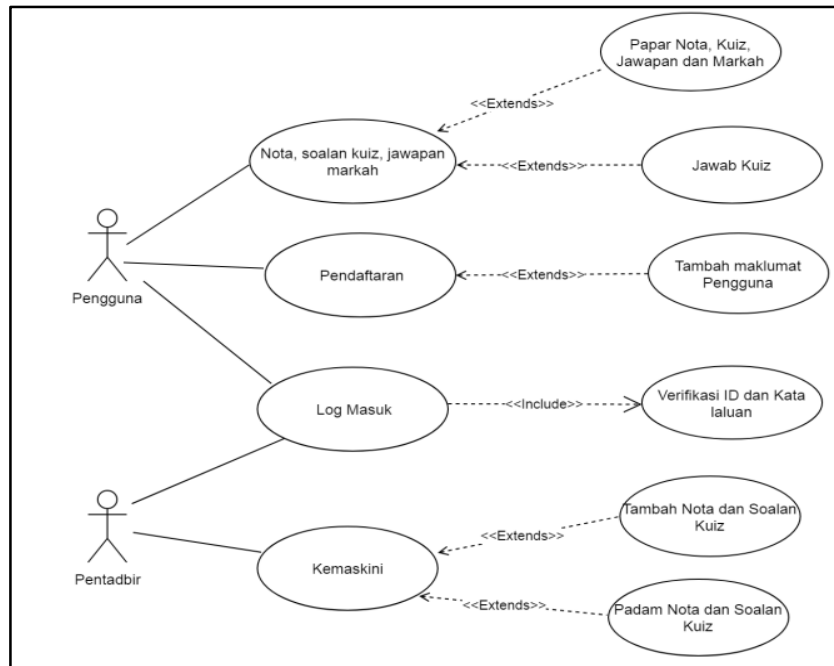 Papar Nota, Kuiz,
Jawapan dan Markah
<<Extends>>
Nota, soalan kuiz, jawapan
markah
<<Extends>>
Jawab Kuiz
Pengguna
Pendaftaran
<<Extends>>
Tambah maklumat
Pengguna
Log Masuk
<<Include>>
Verifikasi ID dan Kata
laluan
Pentadbir
Kemaskini
<<Extends>>
Tambah Nota dan Soalan
Kuiz
<<Extends>>
Padam Nota dan Soalan
Kuiz